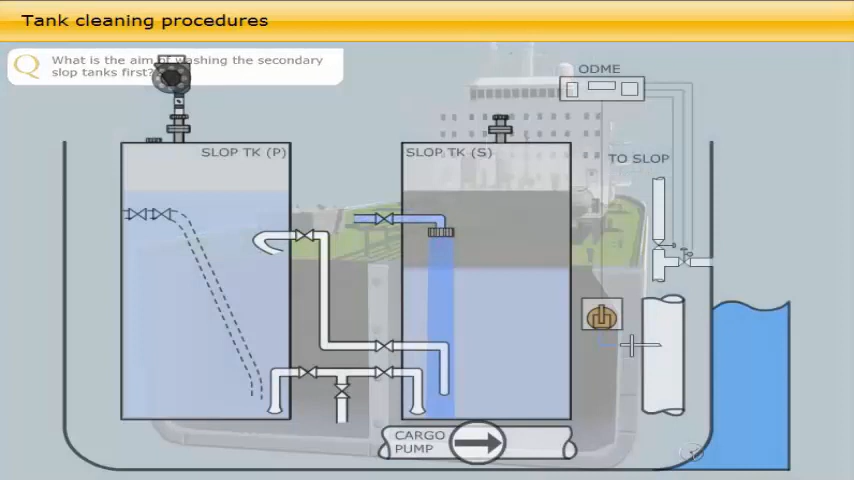 Tank cleaning procedures
Q What is the aim of washing the secondary
slop tanks first?
ODME
SLOP TK (P)
SLOP TK (S)
TO SLOP
CARGO
PUMP